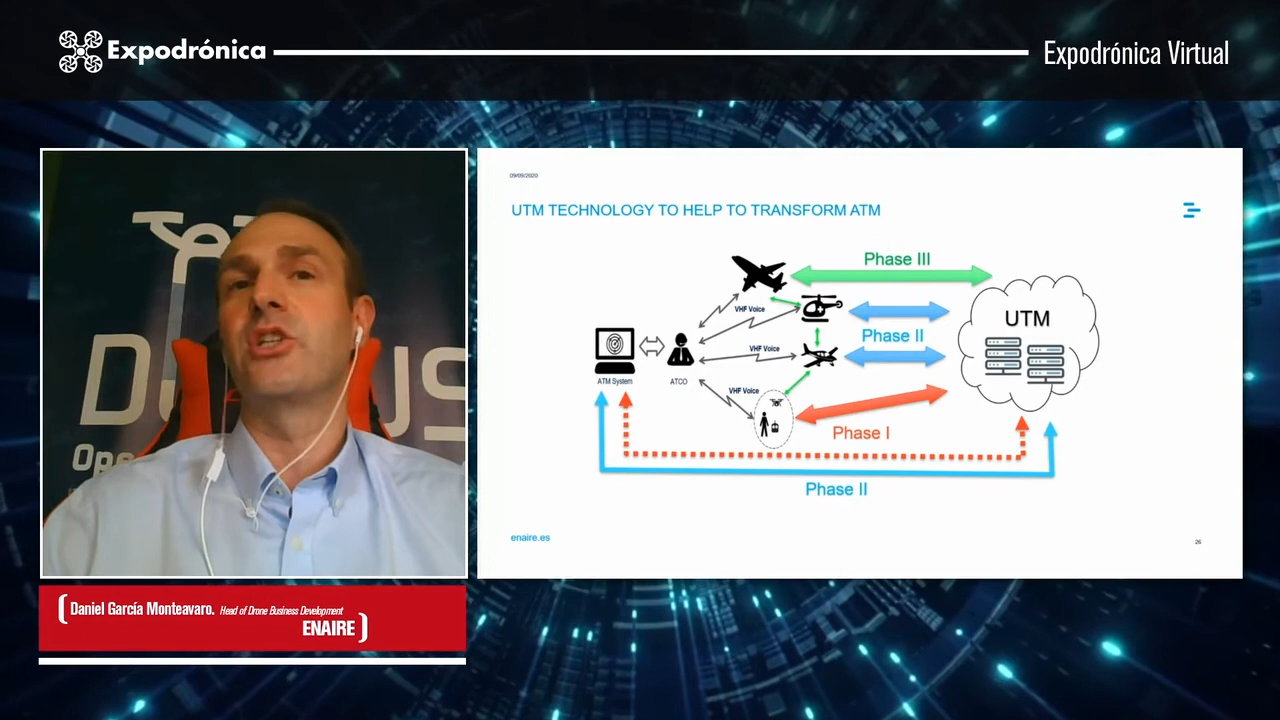 Expodrónica
Expodrónica Virtual
09/09/2020
UTM TECHNOLOGY TO HELP TO TRANSFORM ATM
Phase III
VHF Voice
Phase II
UTM
VHF Voice
ATM System
ATCO
VHF Voice
Phase I
Phase II
enaire.es
26
Ope
Daniel García Monteavaro. Head of Drone Business Development
ENAIRE